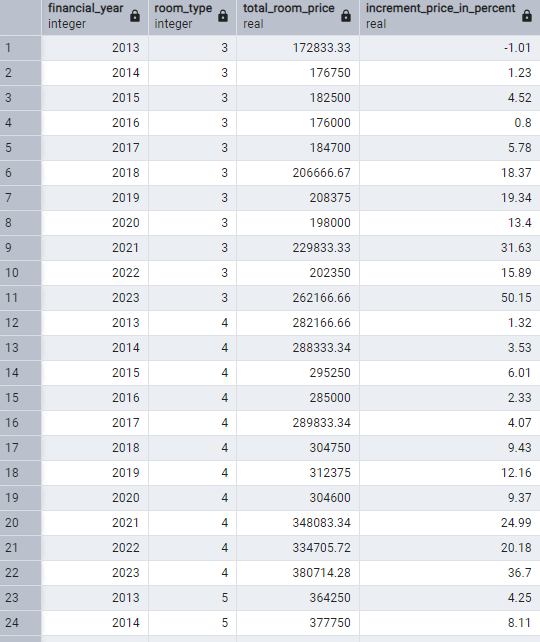 financial_year room_type total_room_price increment_price_in_percent
integer integer real real
1 2013 3 172833.33 -1.01
2 2014 3 176750 1.23
3 2015 3 182500 4.52
4 2016 3 176000 0.8
5 2017 3 184700 5.78
6 2018 3 206666.67 18.37
7 2019 3 208375 19.34
8 2020 3 198000 13.4
9 2021 3 229833.33 31.63
10 2022 3 202350 15.89
11 2023 3 262166.66 50.15
12 2013 4 282166.66 1.32
13 2014 4 288333.34 3.53
14 2015 4 295250 6.01
15 2016 4 285000 2.33
16 2017 4 289833.34 4.07
17 2018 4 304750 9.43
18 2019 4 312375 12.16
19 2020 4 304600 9.37
20 2021 4 348083.34 24.99
21 2022 4 334705.72 20.18
22 2023 4 380714.28 36.7
23 2013 5 364250 4.25
24 2014 5 377750 8.11